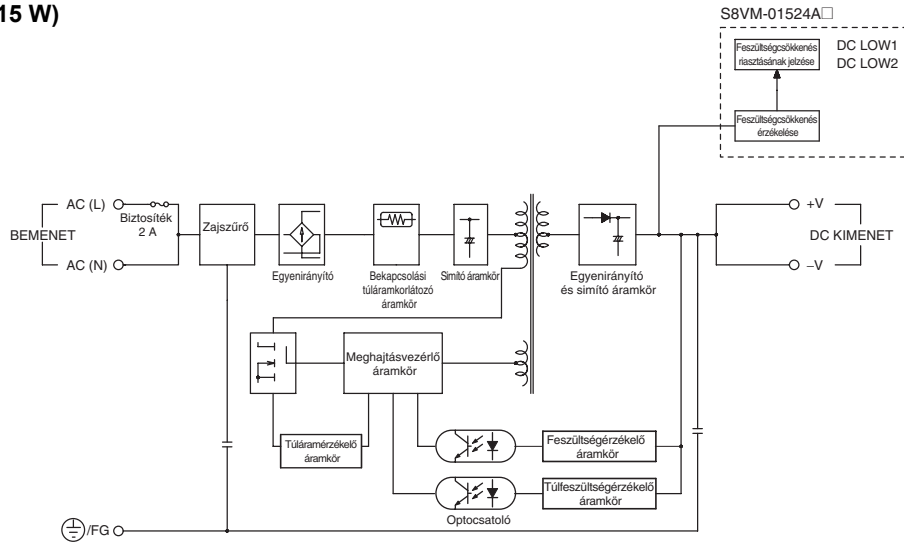 15 W)
S8VM-01524A□
Feszültségcsökkenés
riasztásának jelzése
DC LOW1
DC LOW2
Feszültségcsökkenés
érzékelése
AC (L)
Biztosíték
2 A
BEMENET
AC (N)
Zajszűrő
Egyenirányító
Bekapcsolási
túláramkorlátozó
áramkör
Simító áramkör
Egyenirányító
és simító áramkör
+V
DC KIMENET
–V
Meghajtásvezérlő
áramkör
Túláramérzékelő
áramkör
Feszültségérzékelő
áramkör
Túlfeszültségérzékelő
áramkör
Optocsatoló
/FG